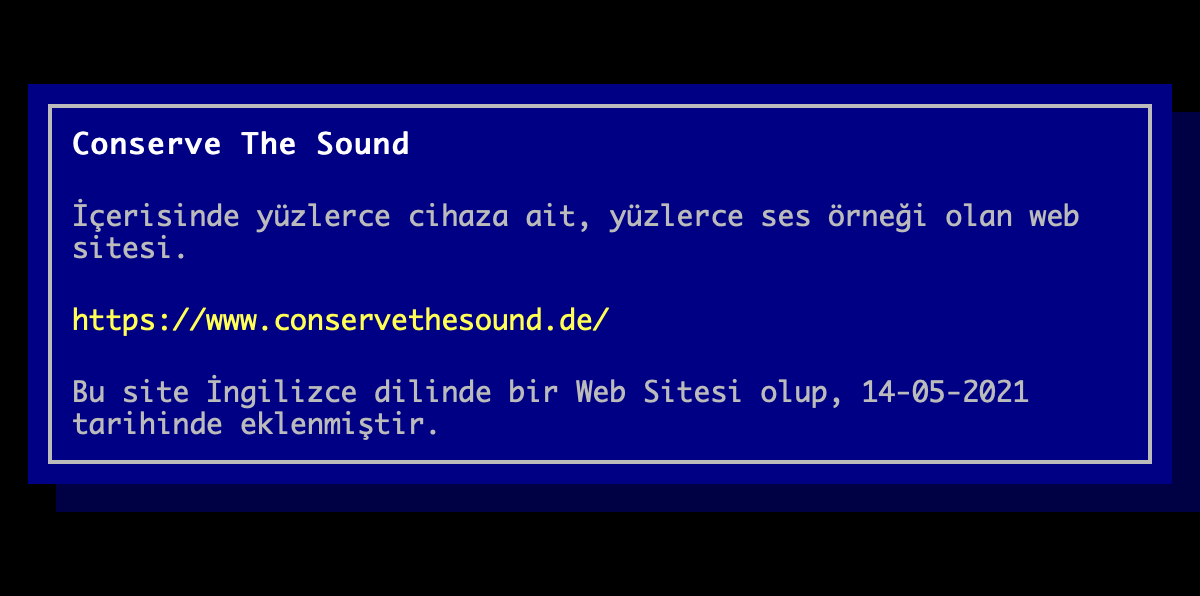 Conserve The Sound
İçerisinde yüzlerce cihaza ait, yüzlerce ses örneği olan web
sitesi.
https://www.conservethesound.de/
Bu site İngilizce dilinde bir Web Sitesi olup, 14-05-2021
tarihinde eklenmiştir.